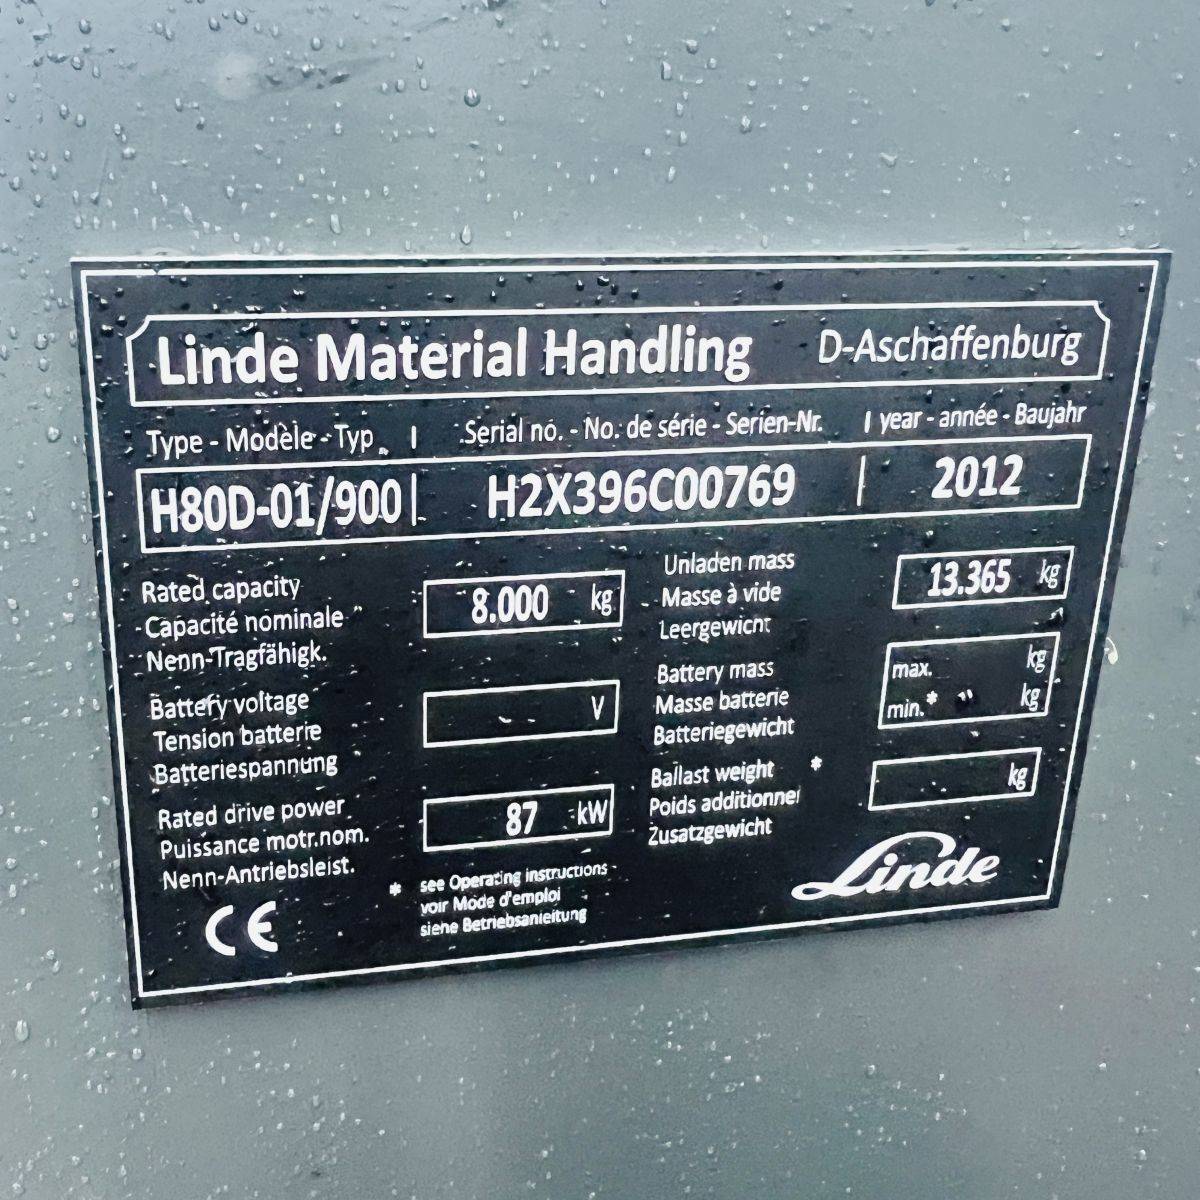 Linde Material Handling D-Aschaffenburg
Type - Modèle - Typ | Serial no. - No. de série - Serien-Nr. | year - année - Baujahr
H80D-01/900 | H2X396C00769 | 2012
Rated capacity
Capacité nominale
Nenn-Tragfähigk.
8.000 kg
Unladen mass
Masse à vide
Leergewicht
13.365 kg
Battery voltage
Tension batterie
Batteriespannung
V
Battery mass
Masse batterie
Batteriegewicht
max. kg
min.* kg
Rated drive power
Puissance motr.nom.
Nenn-Antriebsleist.
87 kW
Ballast weight *
Poids additionnel
Zusatzgewicht
kg
CE
* see Operating instructions
voir Mode d'emploi
siehe Betriebsanleitung
Linde